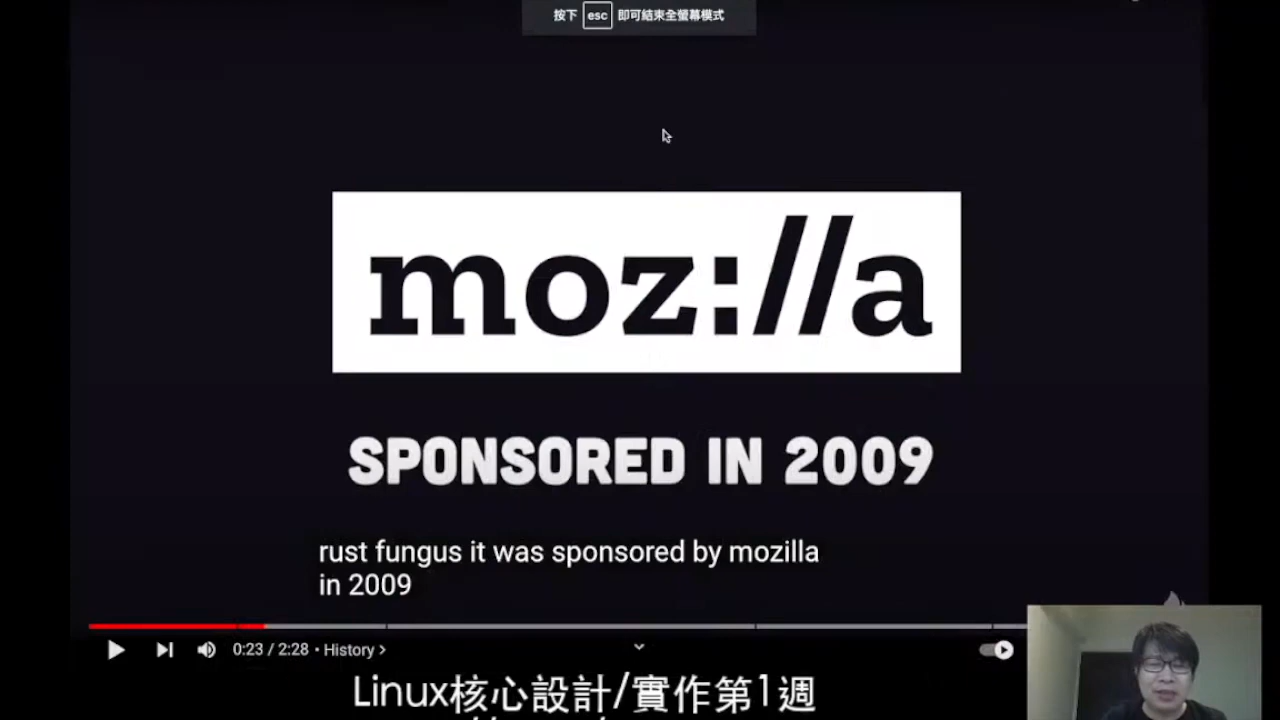 按下 esc 即可結束全螢幕模式
moz://a
SPONSORED IN 2009
rust fungus it was sponsored by mozilla
in 2009
0:23 / 2:28 • History >
Linux核心設計/實作第1週